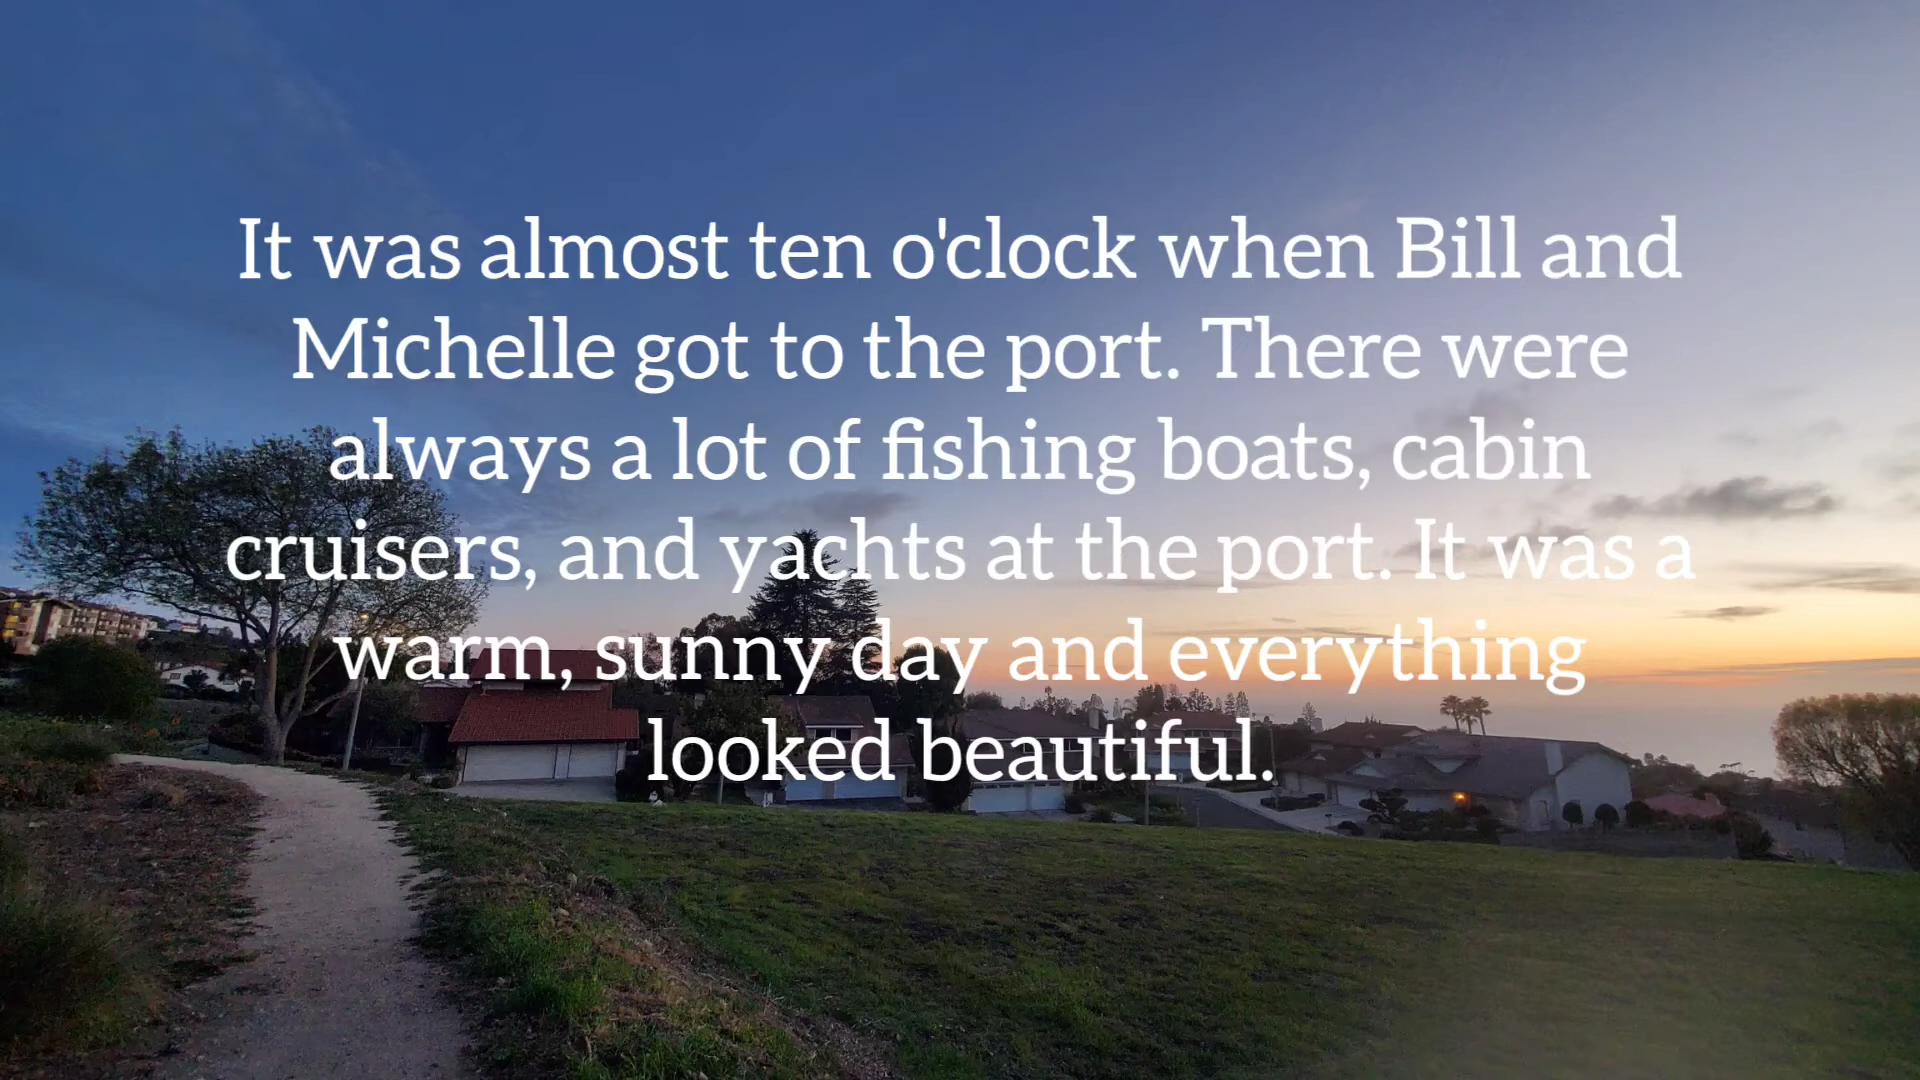 It was almost ten o'clock when Bill and
Michelle got to the port. There were
always a lot of fishing boats, cabin
cruisers, and yachts at the port. It was a
warm, sunny day and everything
looked beautiful.